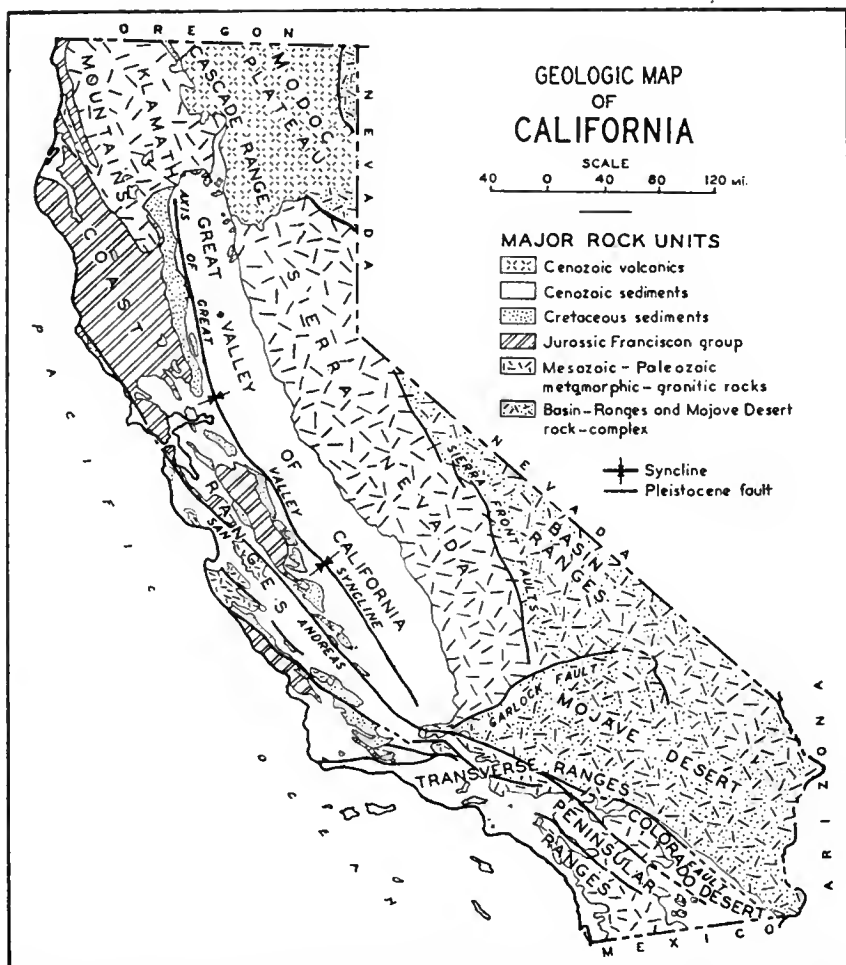 OREGON
NEVADA
GEOLOGIC MAP
OF
CALIFORNIA
SCALE
40 0 40 80 120 MI.
MAJOR ROCK UNITS
Cenozoic volcanics
Cenozoic sediments
Cretaceous sediments
Jurossic Franciscon group
Mesozoic-Paleozoic
metamorphic-granitic rocks
Basin-Ranges and Mojave Desert
rock-complex
Syncline
Pleistocene fault
KLAMATH
MOUNTAINS
CASCADE RANGE
MODOC
PLATEAU
COAST
RANGES
GREAT
VALLEY
OF
CALIFORNIA
AXIS OF GREAT
VALLEY
SYNCLINE
SIERRA
NEVADA
SIERRA FRONT FAULTS
NEVADA
BASIN
RANGES
SAN ANDREAS
FAULT
GARLOCK FAULT
MOJAVE
DESERT
TRANSVERSE RANGES
PENINSULAR
RANGES
COLORADO DESERT
PACIFIC
OCEAN
ARIZONA
MEXICO